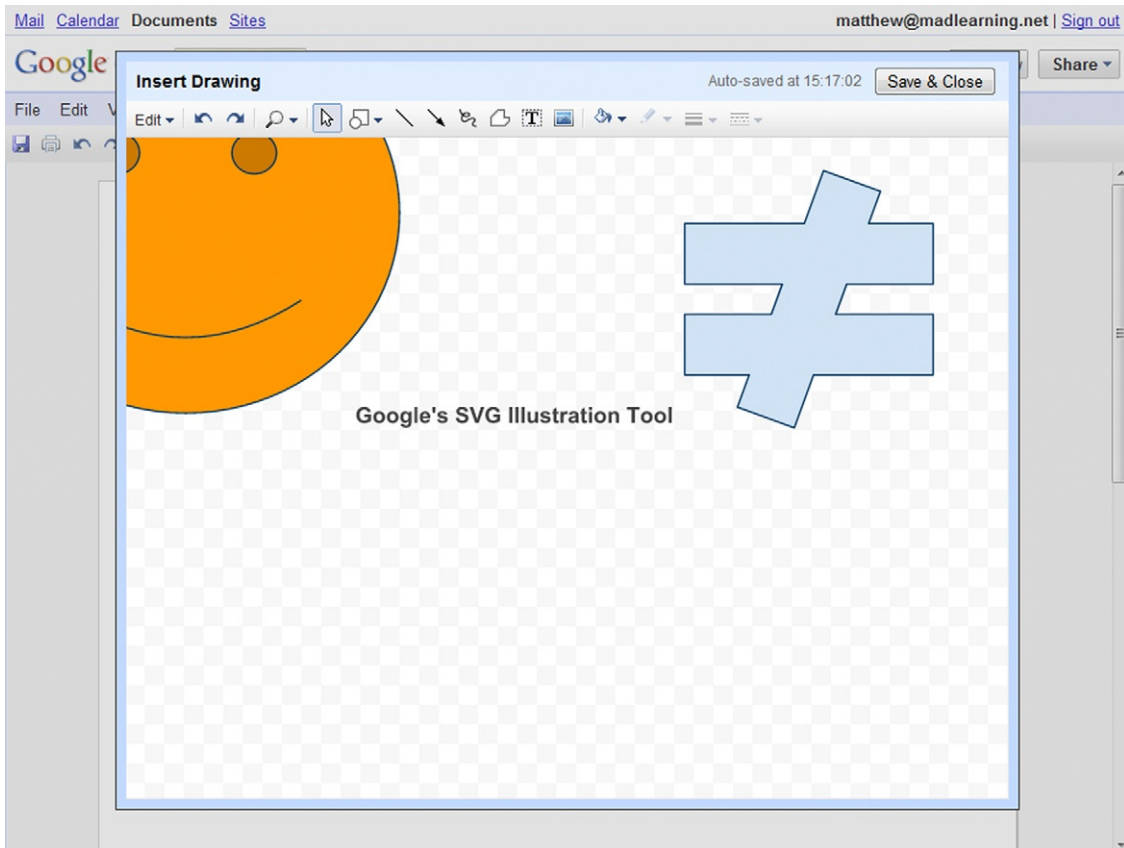 Mail Calendar Documents Sites
matthew@madlearning.net | Sign out
Google
Share
Insert Drawing
Auto-saved at 15:17:02
Save & Close
File Edit
Edit
Google's SVG Illustration Tool